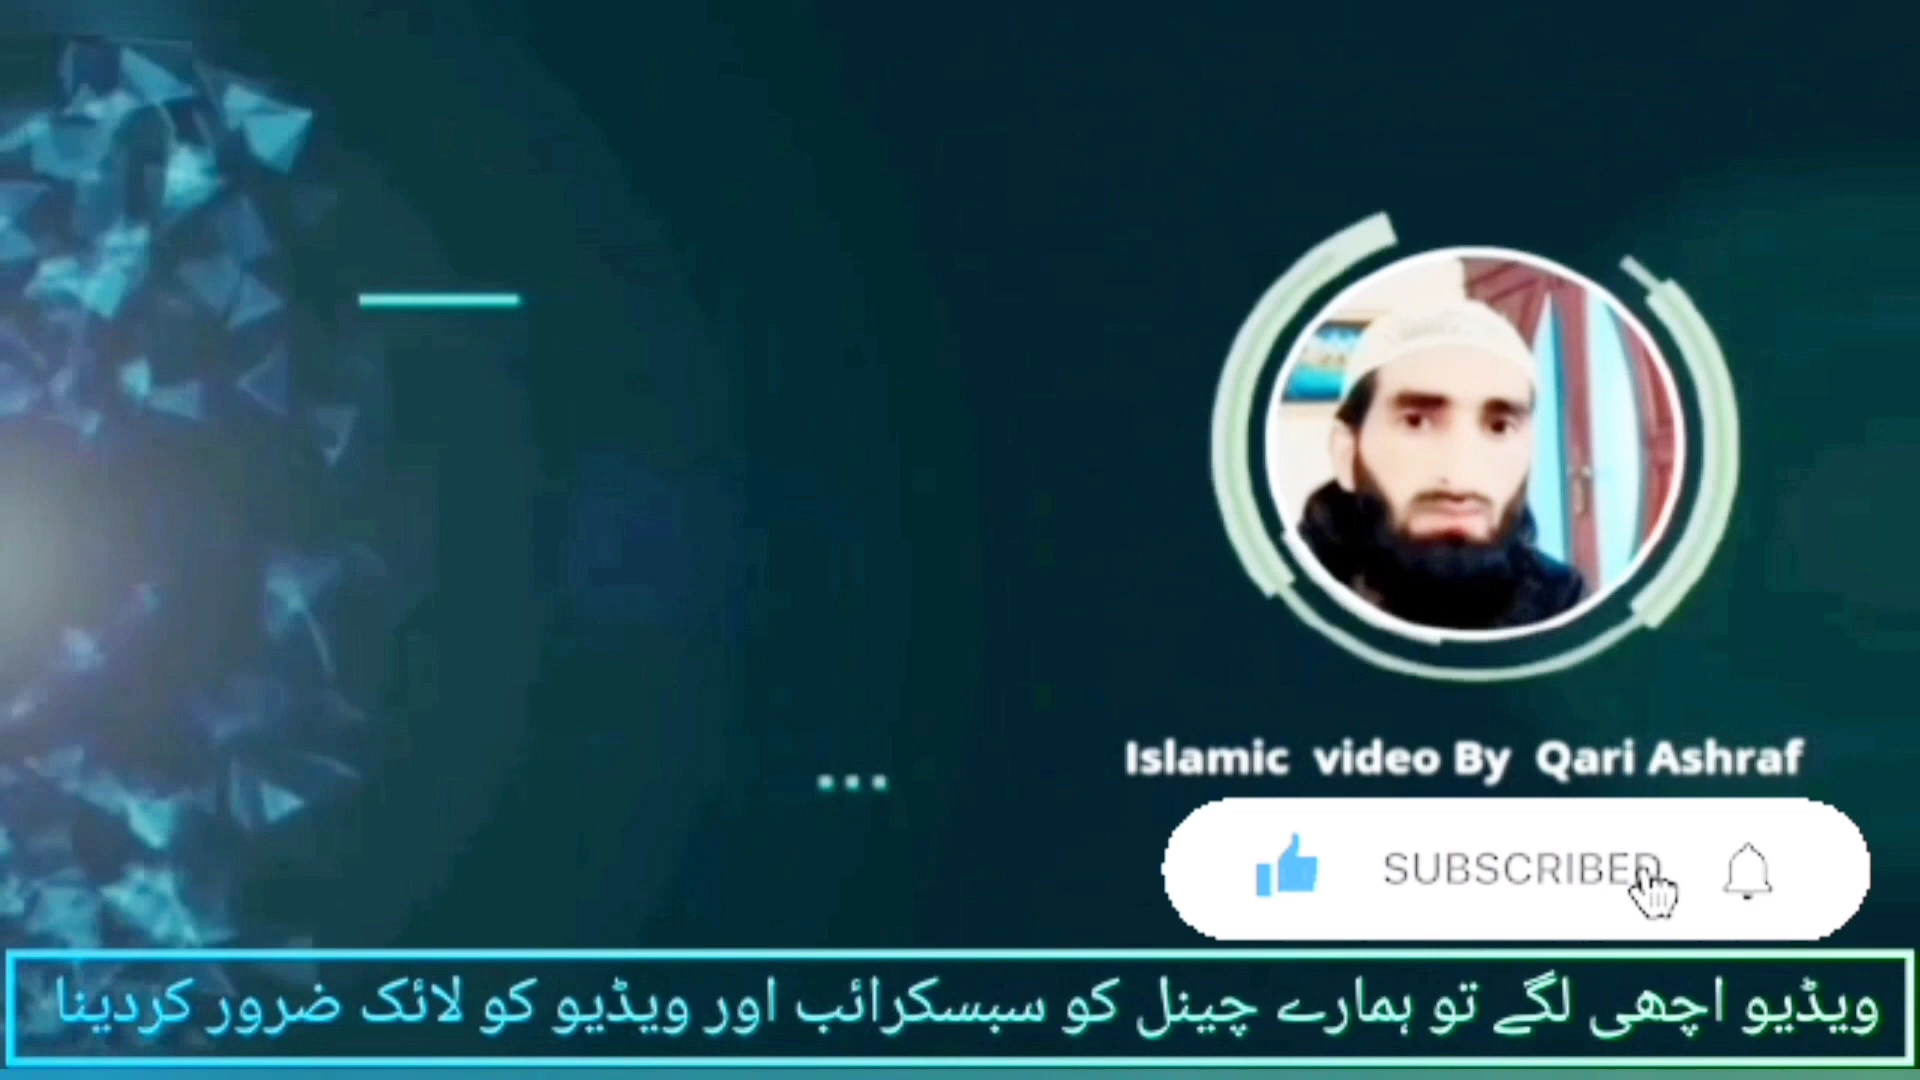 Islamic video By Qari Ashraf
SUBSCRIBED
ویڈیو اچھی لگے تو ہمارے چینل کو سبسکرائب اور ویڈیو کو لائک ضرور کردینا